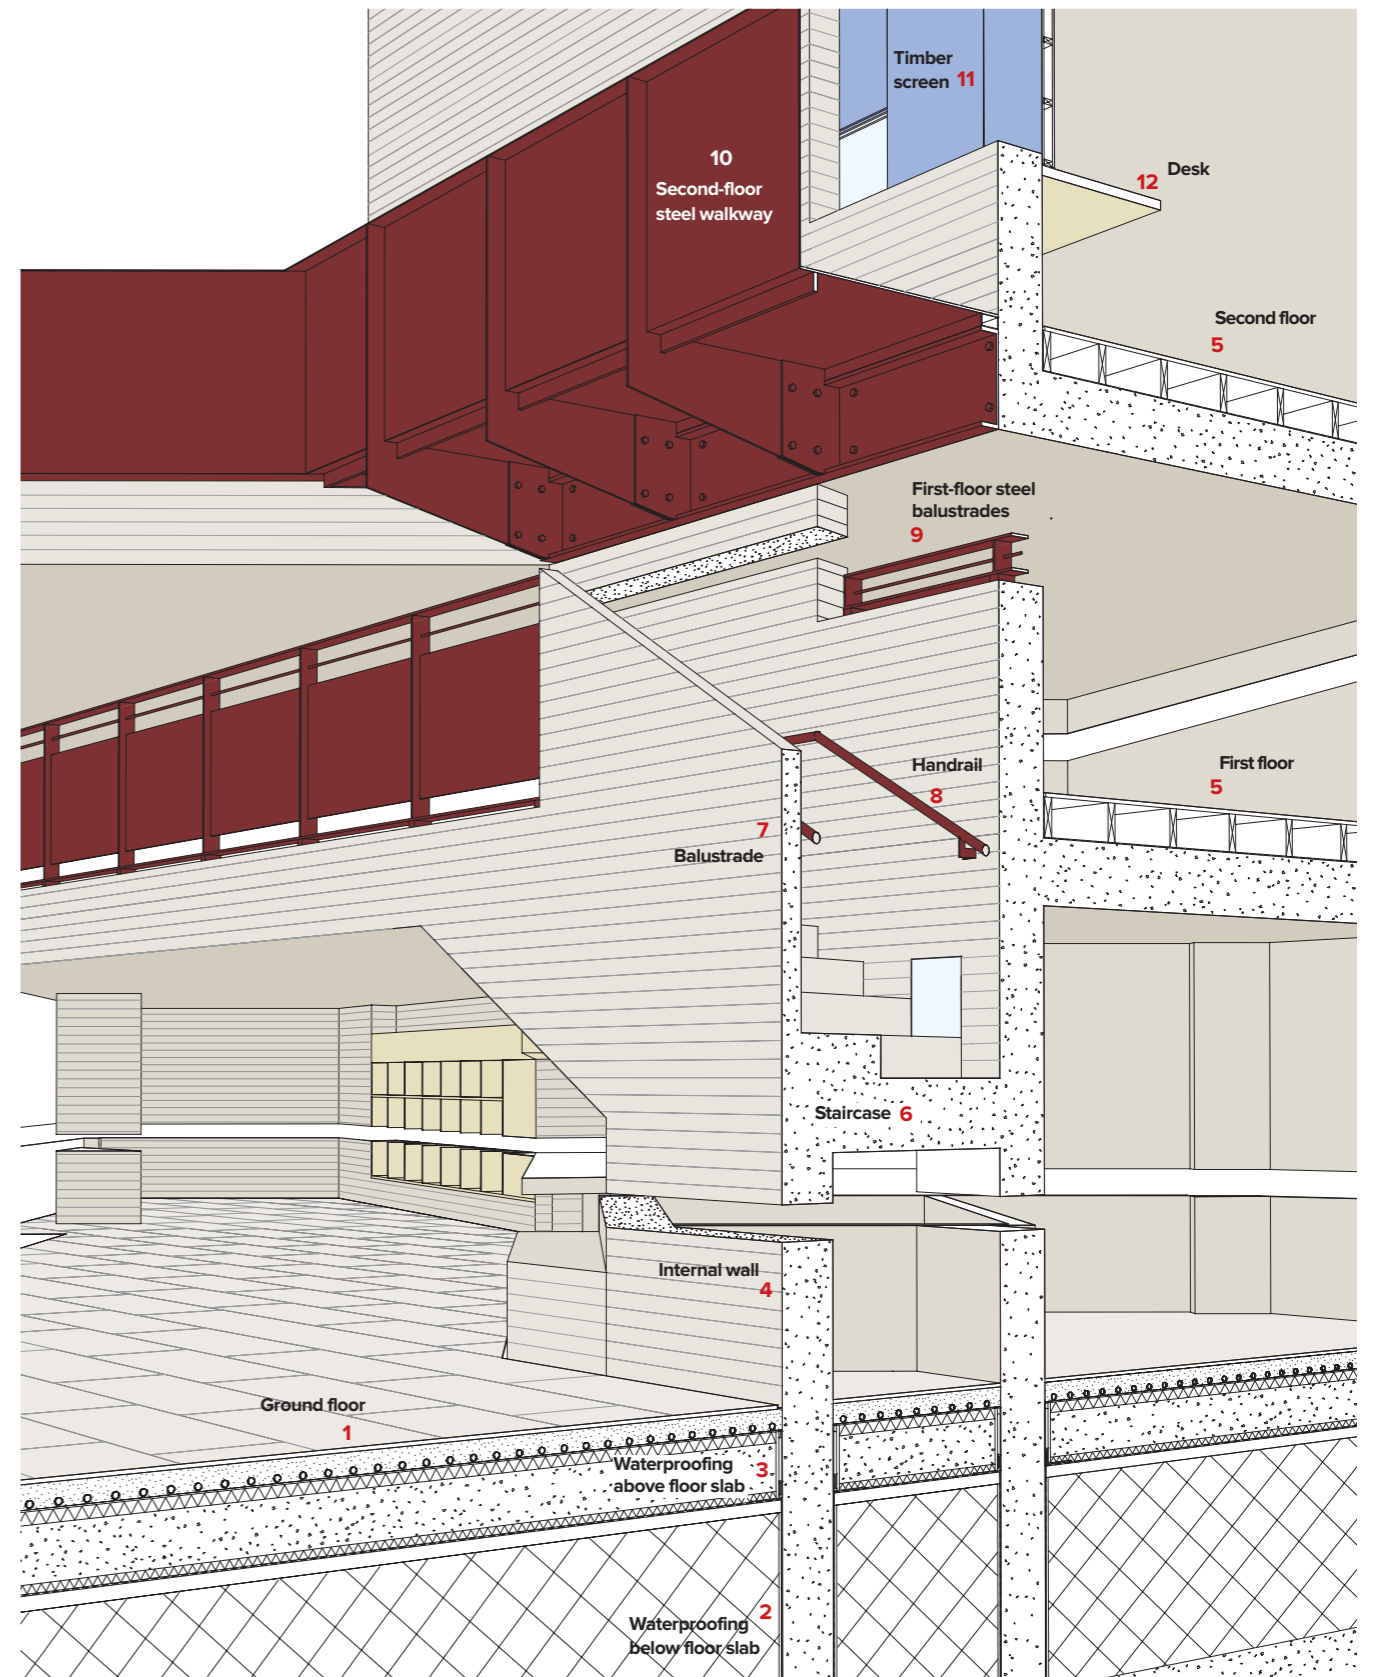 Timber
screen 11
10
Second-floor
steel walkway
Desk
12
Second floor
5
First-floor steel
balustrades
9
Handrail
8
First floor
5
7
Balustrade
Staircase 6
Internal wall
4
Ground floor
1
Waterproofing 3
above floor slab
2
Waterproofing
below floor slab